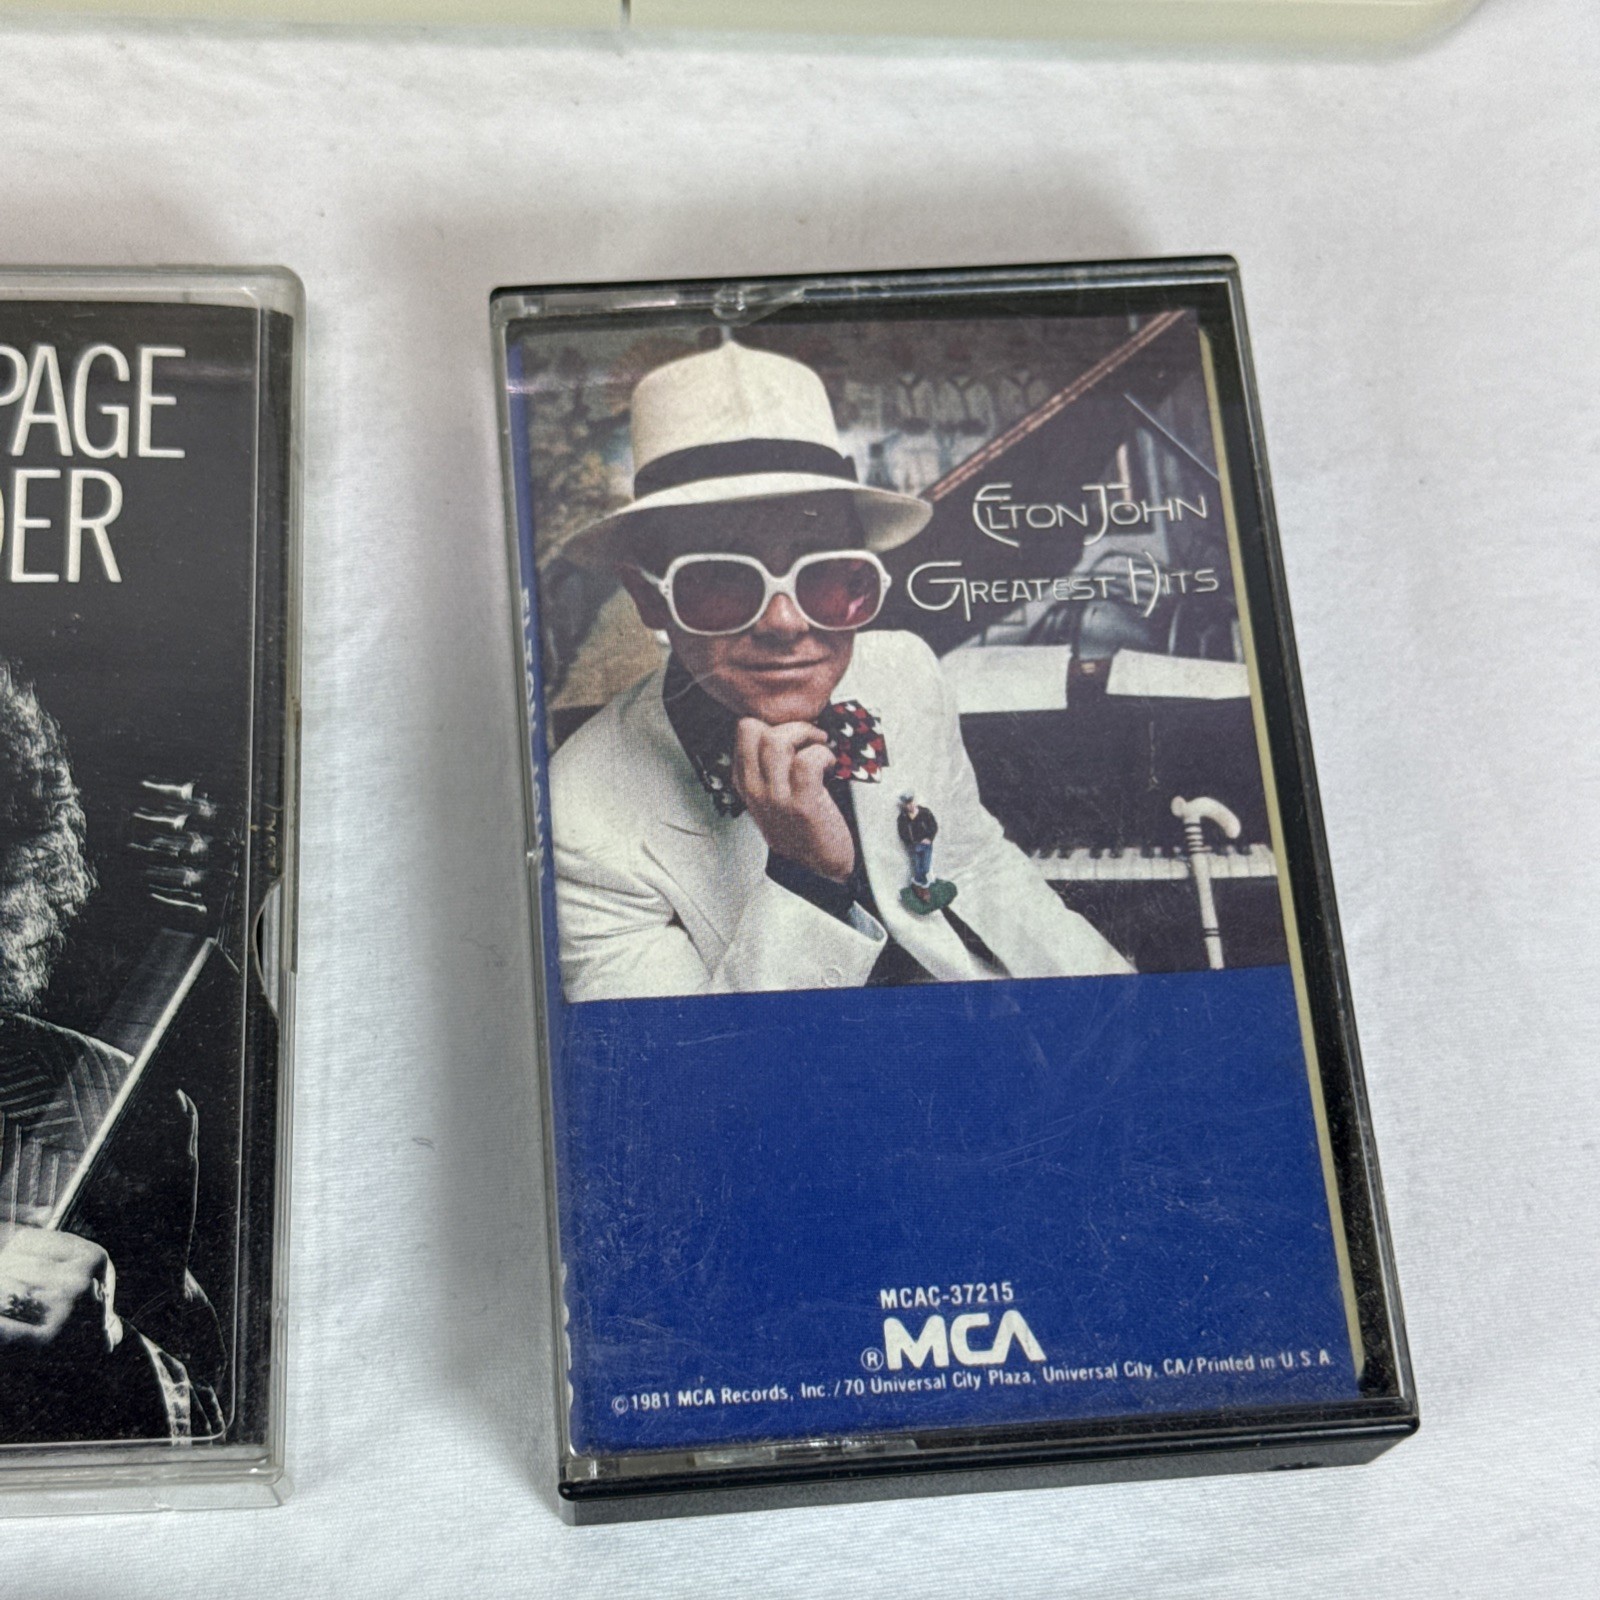 PAGE
DER
ELTON JOHN
GREATEST HITS
MCAC-37215
®MCA
©1981 MCA Records, Inc./70 Universal City Plaza, Universal City, CA/Printed in U.S.A.